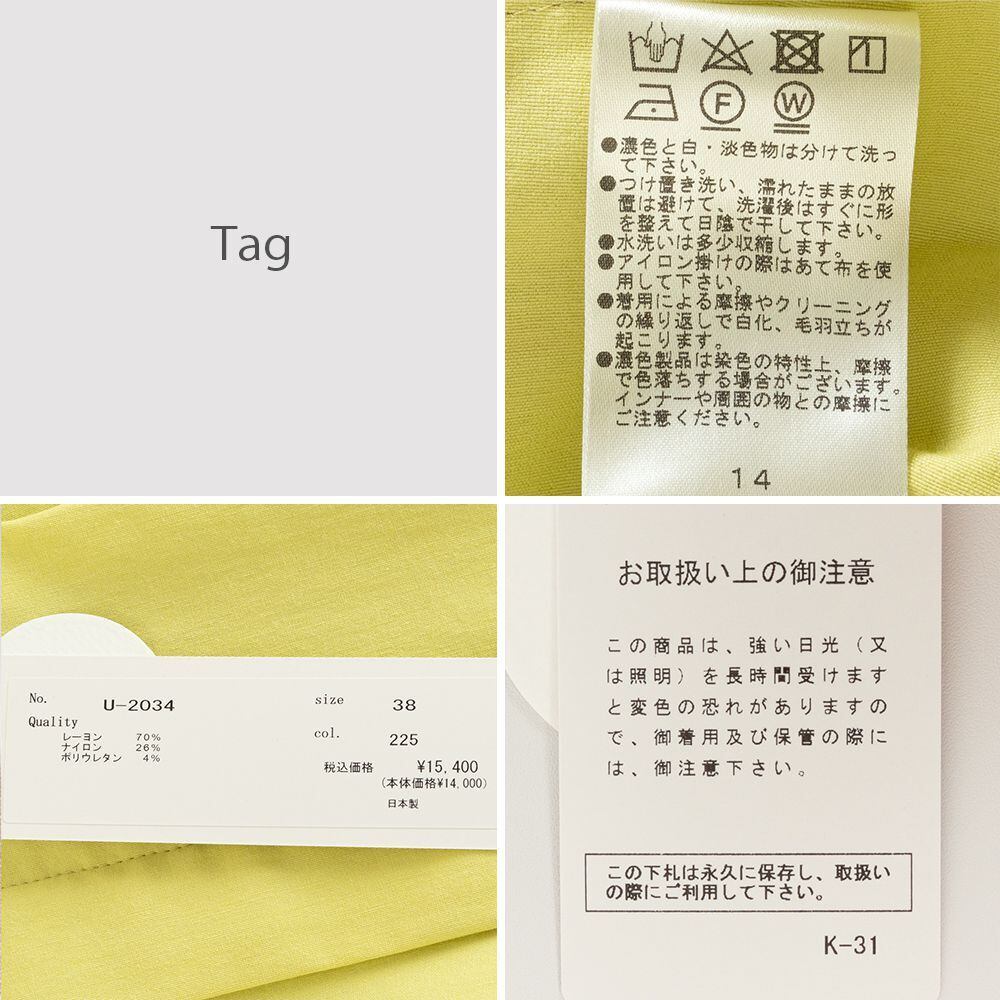 Tag
F W
●濃色と白・淡色物は分けて洗っ
て下さい。
●つけ置き洗い、濡れたままの放
置は避けて、洗濯後はすぐに形
を整えて日陰で干して下さい。
●水洗いは多少収縮します。
●アイロン掛けの際はあて布を使
用して下さい。
●着用による摩擦やクリーニング
の繰り返しで白化、毛羽立ちが
起こります。
●濃色製品は染色の特性上、摩擦
で色落ちする場合がございます。
インナーや周囲の物との摩擦に
ご注意ください。
14
No. U-2034 size 38
Quality col. 225
レーヨン 70%
ナイロン 26%
ポリウレタン 4%
税込価格 ¥15,400
(本体価格¥14,000)
日本製
お取扱い上の御注意
この商品は、強い日光（又
は照明）を長時間受けます
と変色の恐れがありますの
で、御着用及び保管の際に
は、御注意下さい。
この下札は永久に保存し、取扱い
の際にご利用して下さい。
K-31